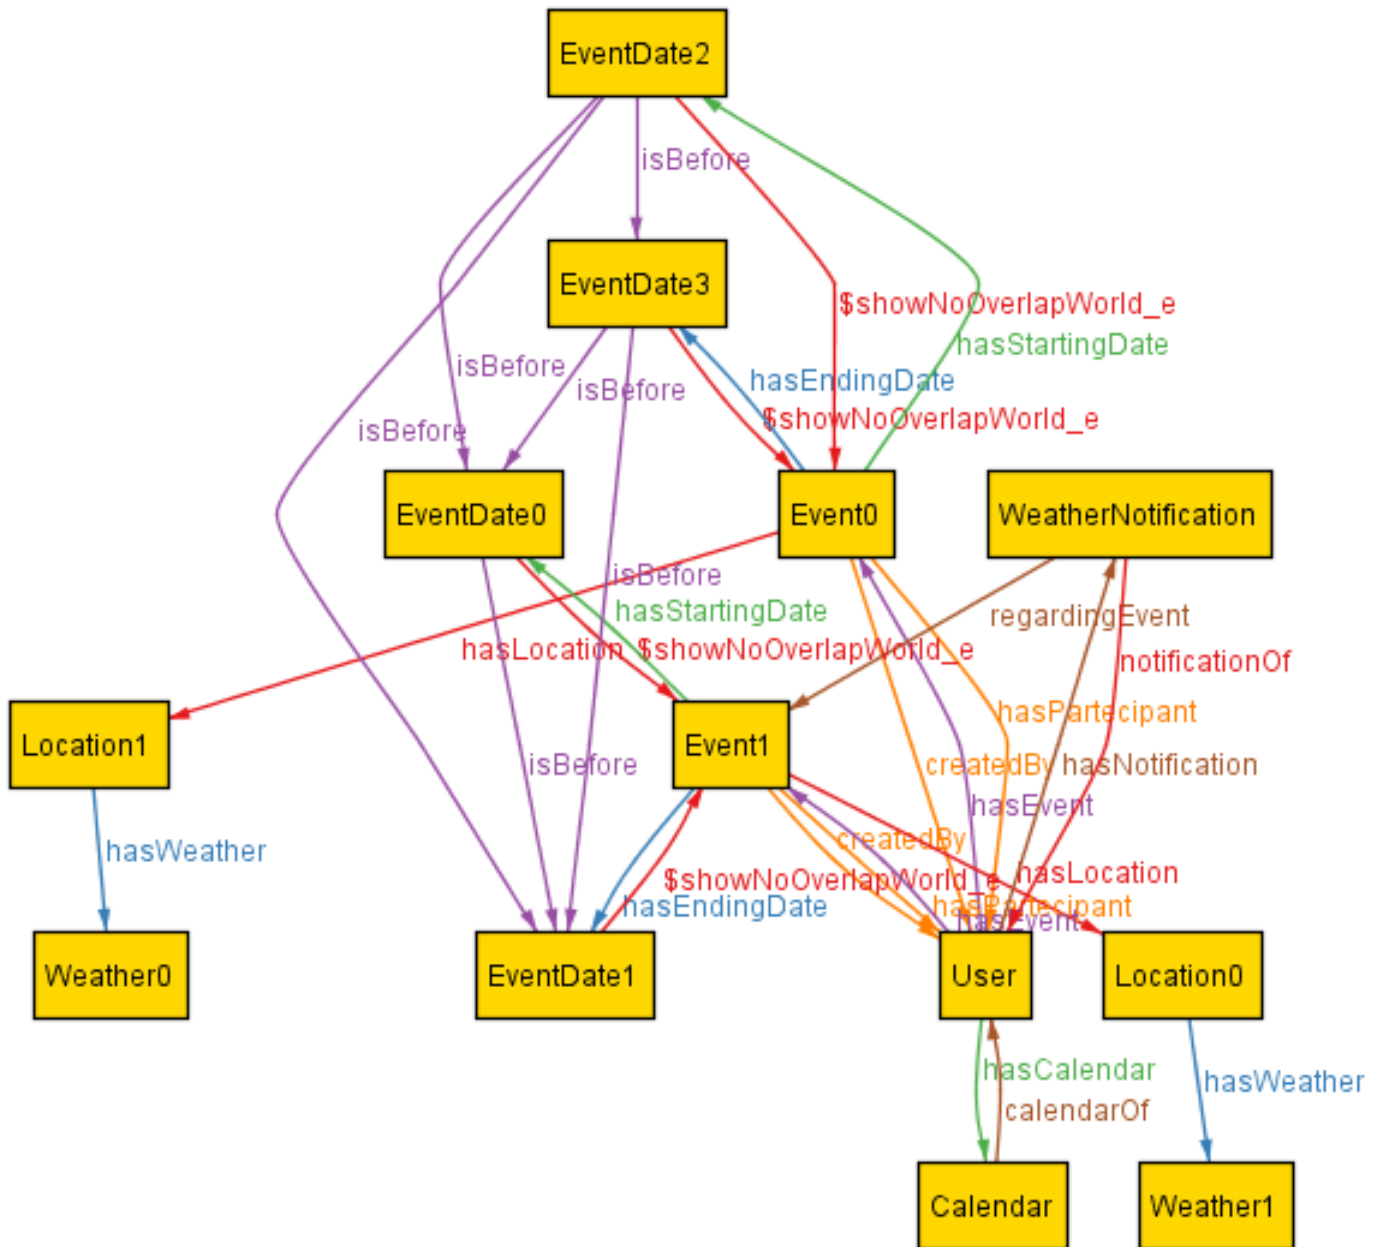 EventDate2
isBefore
EventDate3
$showNoOverlapWorld_e
hasStartingDate
isBefore
hasEndingDate
isBefore
$showNoOverlapWorld_e
isBefore
EventDate0
Event0
WeatherNotification
isBefore
hasStartingDate
regardingEvent
hasLocation
$showNoOverlapWorld_e
notificationOf
hasPartecipant
Location1
Event1
isBefore
createdBy
hasNotification
hasEvent
hasWeather
createdBy
$showNoOverlapWorld_e
hasLocation
hasEndingDate
hasPartecipant
hasEvent
Weather0
EventDate1
User
Location0
hasCalendar
hasWeather
calendarOf
Calendar
Weather1